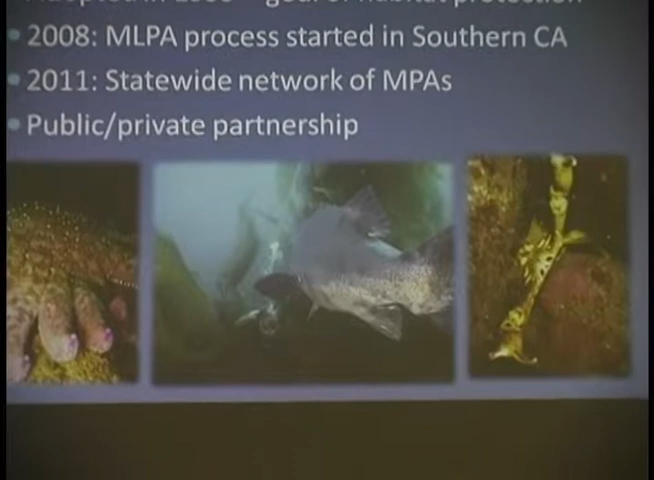 2008: MLPA process started in Southern CA
2011: Statewide network of MPAs
Public/private partnership